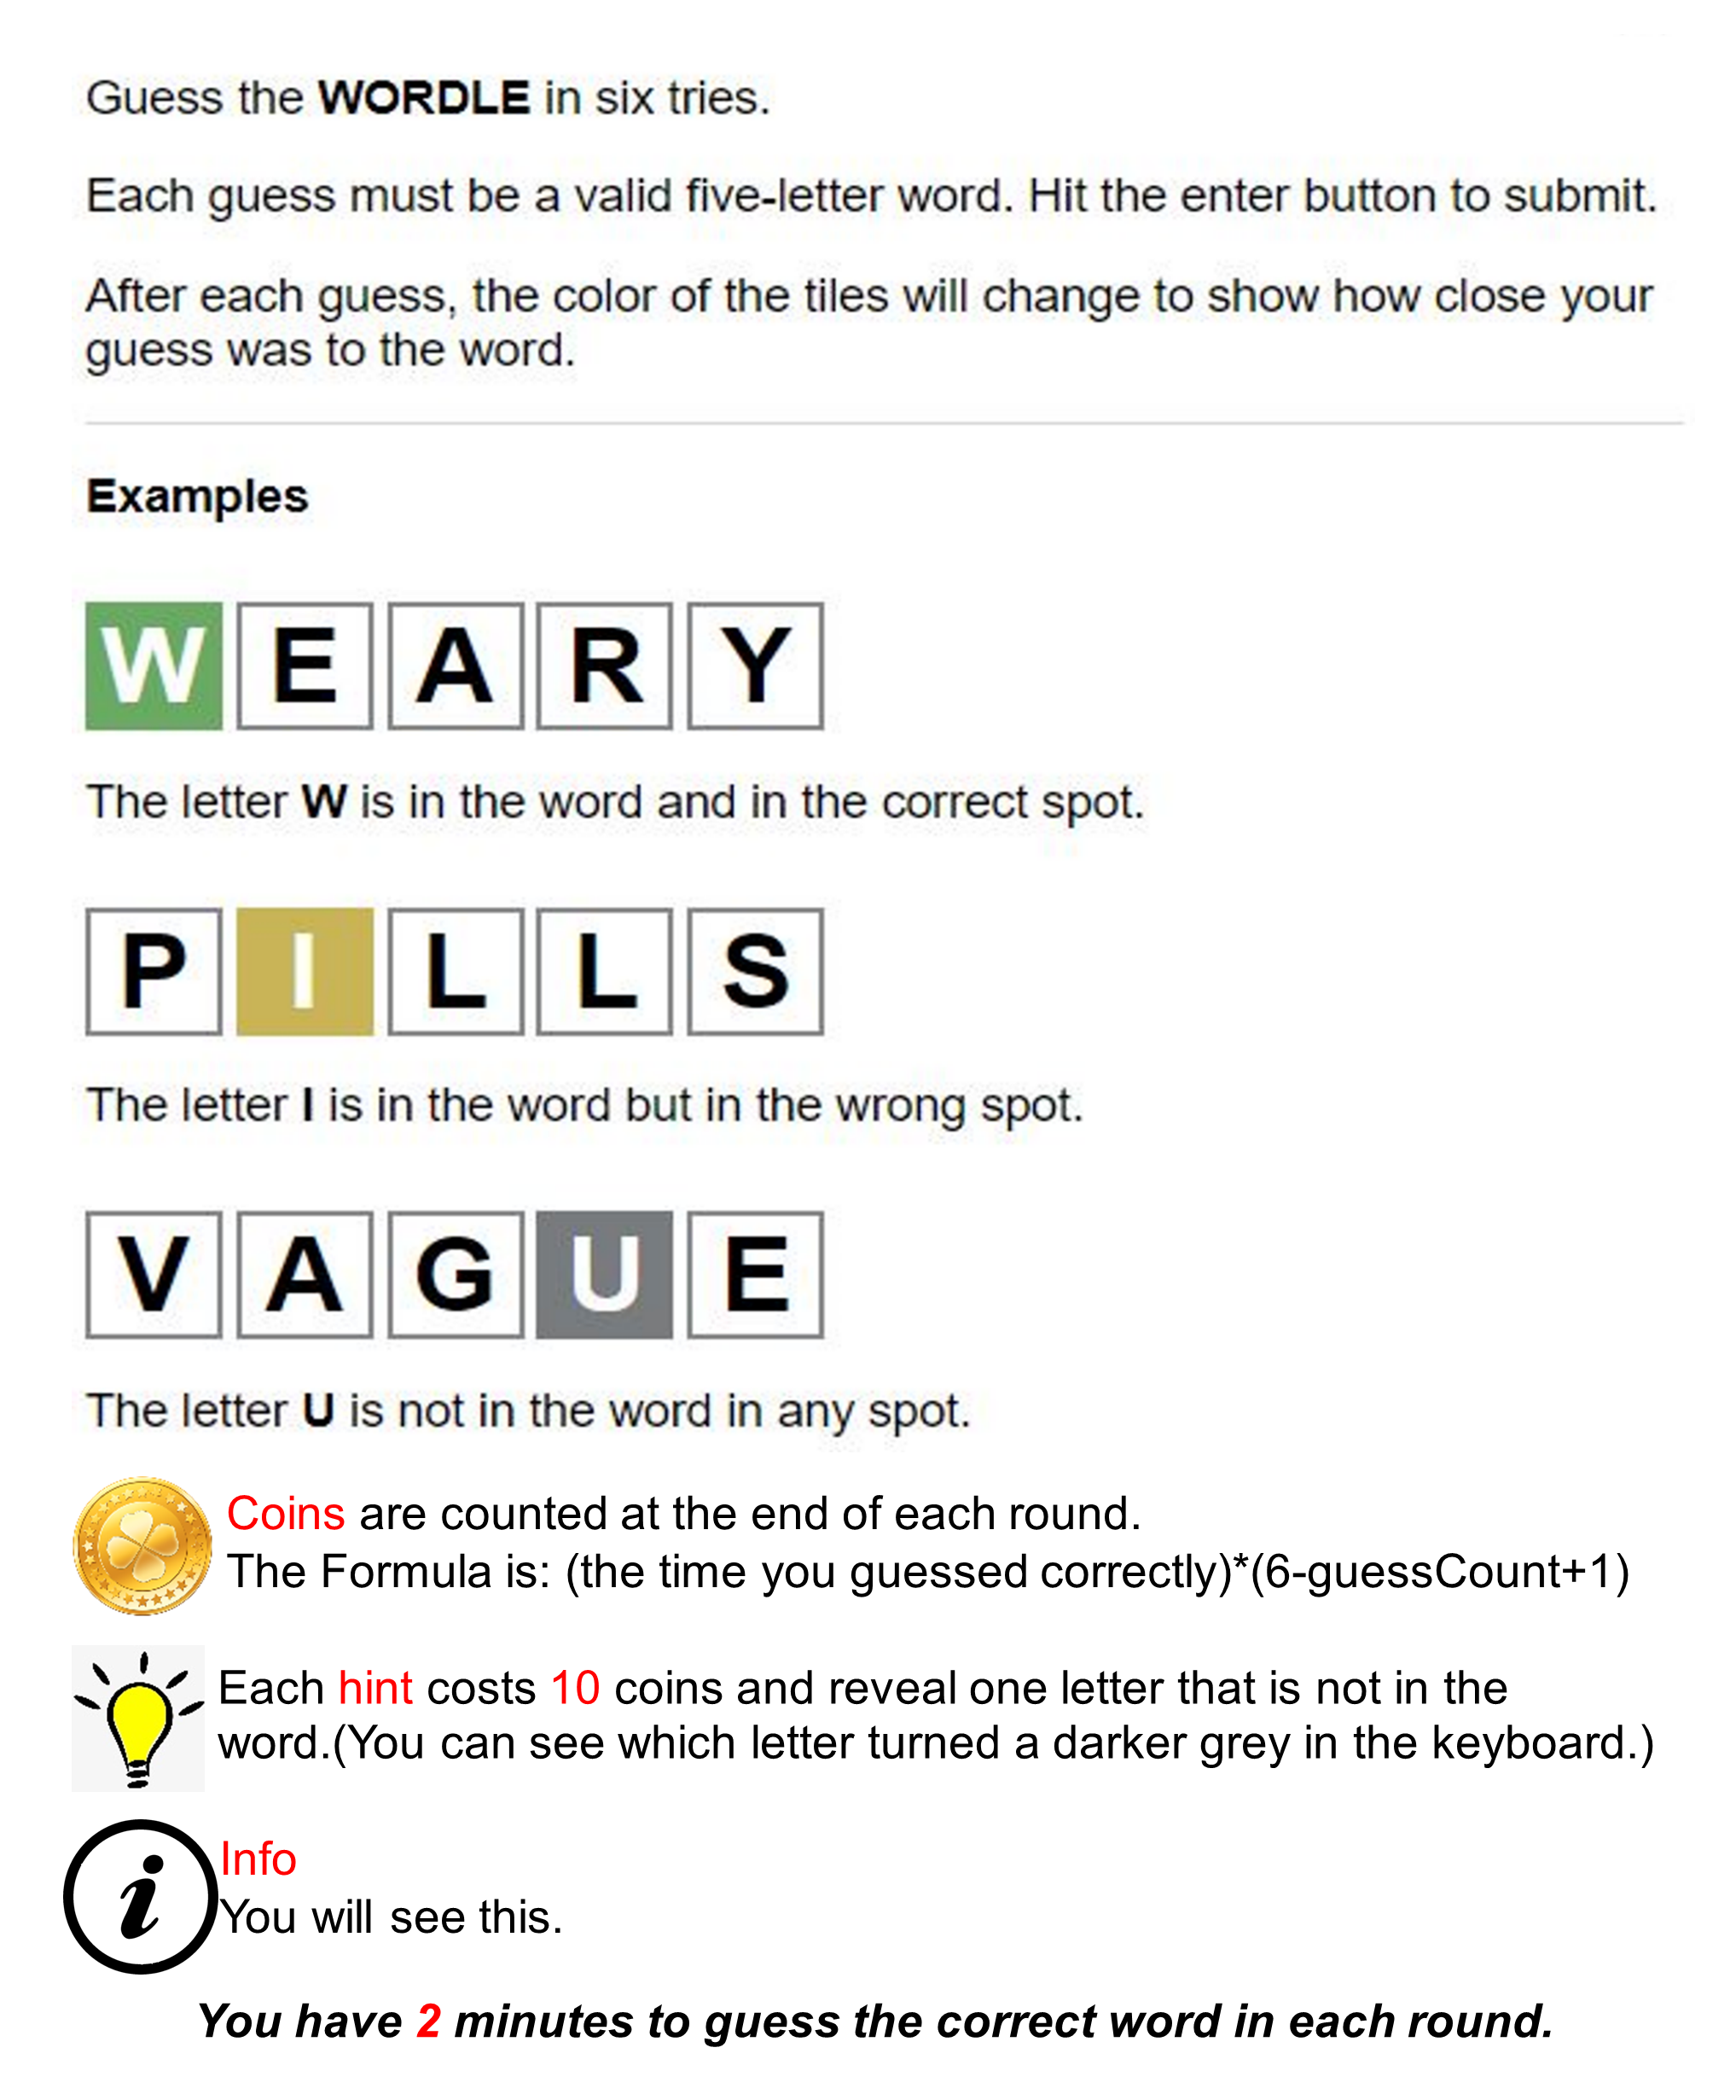 Guess the WORDLE in six tries.
Each guess must be a valid five-letter word. Hit the enter button to submit.
After each guess, the color of the tiles will change to show how close your
guess was to the word.
Examples
W E A R Y
The letter W is in the word and in the correct spot.
P I L L S
The letter I is in the word but in the wrong spot.
V A G U E
The letter U is not in the word in any spot.
Coins are counted at the end of each round.
The Formula is: (the time you guessed correctly)*(6-guessCount+1)
Each hint costs 10 coins and reveal one letter that is not in the
word.(You can see which letter turned a darker grey in the keyboard.)
i
Info
You will see this.
You have 2 minutes to guess the correct word in each round.